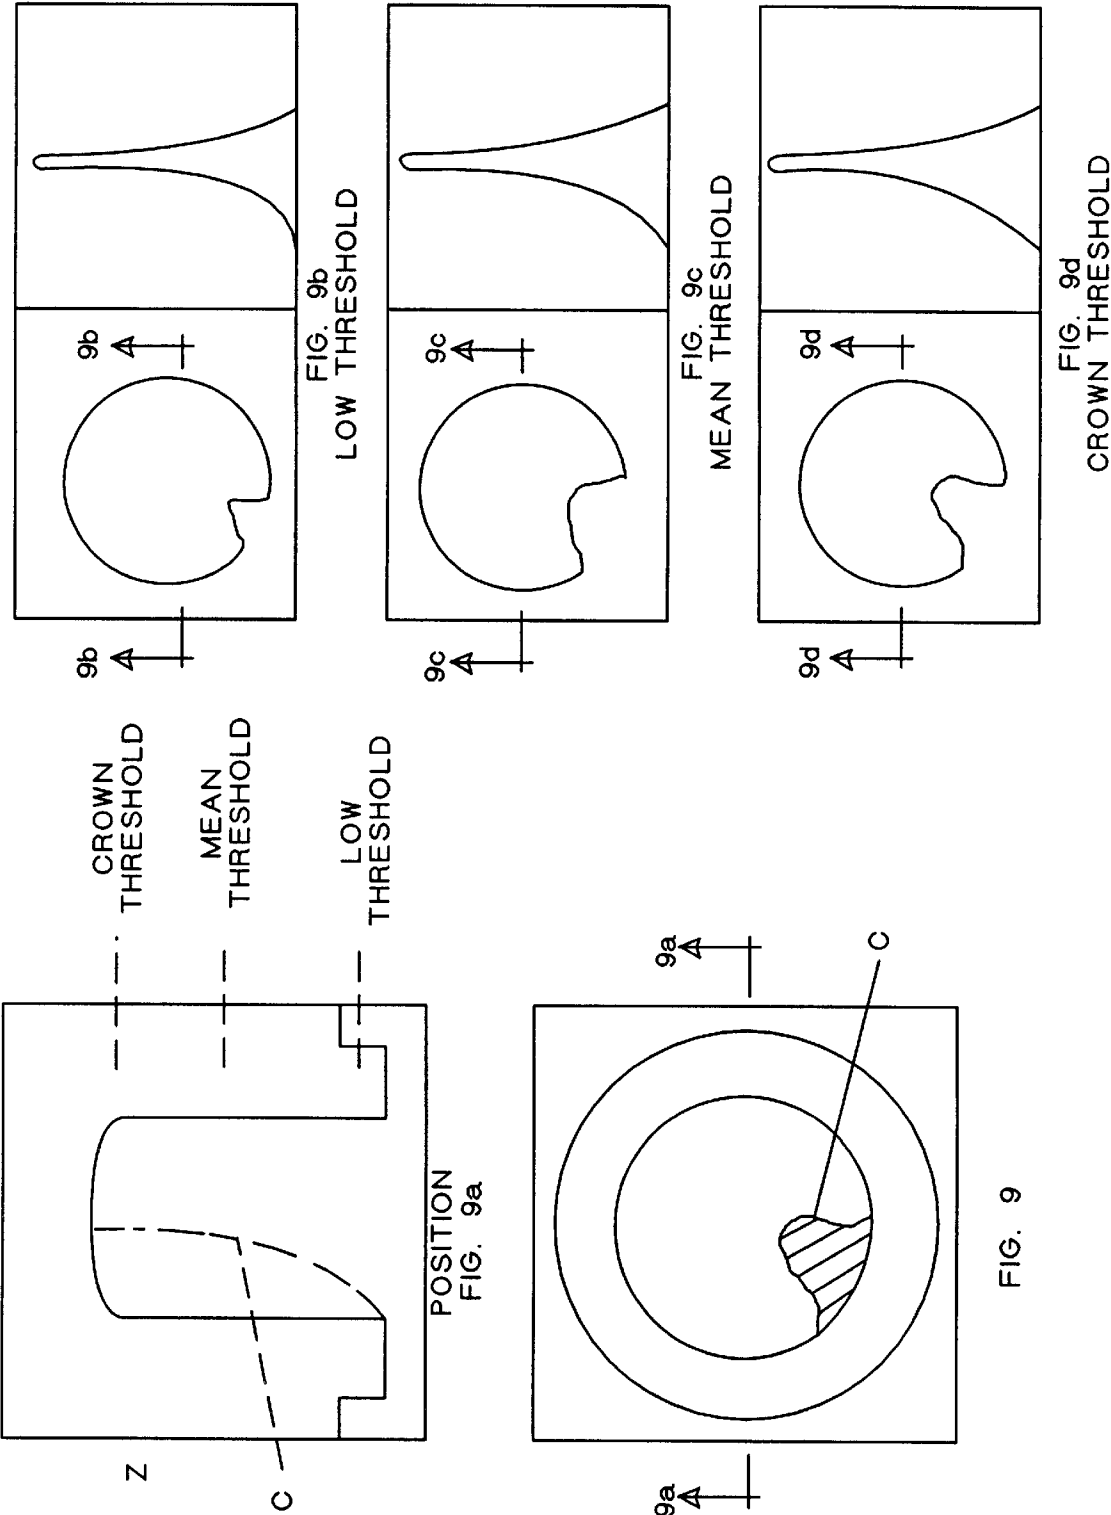 Z
C
CROWN
THRESHOLD
MEAN
THRESHOLD
LOW
THRESHOLD
POSITION
FIG. 9a
9a
9a
C
FIG. 9
9b
9b
FIG. 9b
LOW THRESHOLD
9c
9c
FIG. 9c
MEAN THRESHOLD
9d
9d
FIG. 9d
CROWN THRESHOLD